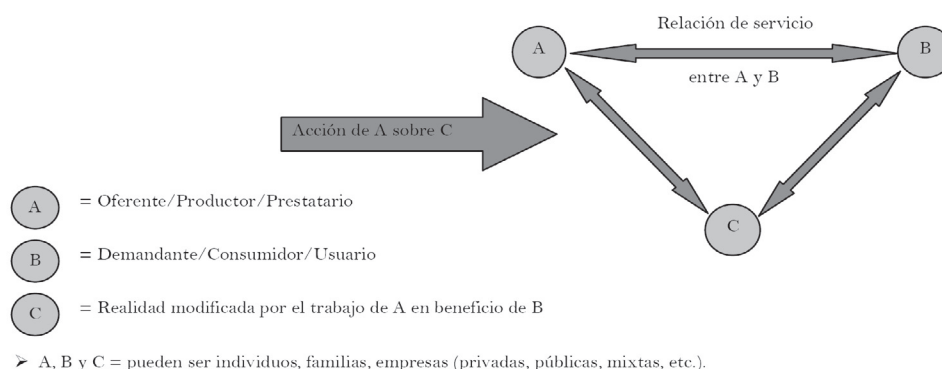 Relación de servicio
A
B
entre A y B
Acción de A sobre C
C
A = Oferente/Productor/Prestatario
B = Demandante/Consumidor/Usuario
C = Realidad modificada por el trabajo de A en beneficio de B
➢ A, B y C = pueden ser individuos, familias, empresas (privadas, públicas, mixtas, etc.).